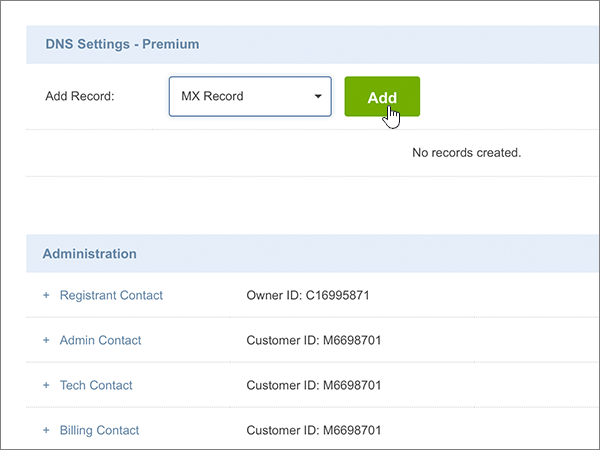 DNS Settings - Premium
Add Record: MX Record Add
No records created.
Administration
+ Registrant Contact Owner ID: C16995871
+ Admin Contact Customer ID: M6698701
+ Tech Contact Customer ID: M6698701
+ Billing Contact Customer ID: M6698701